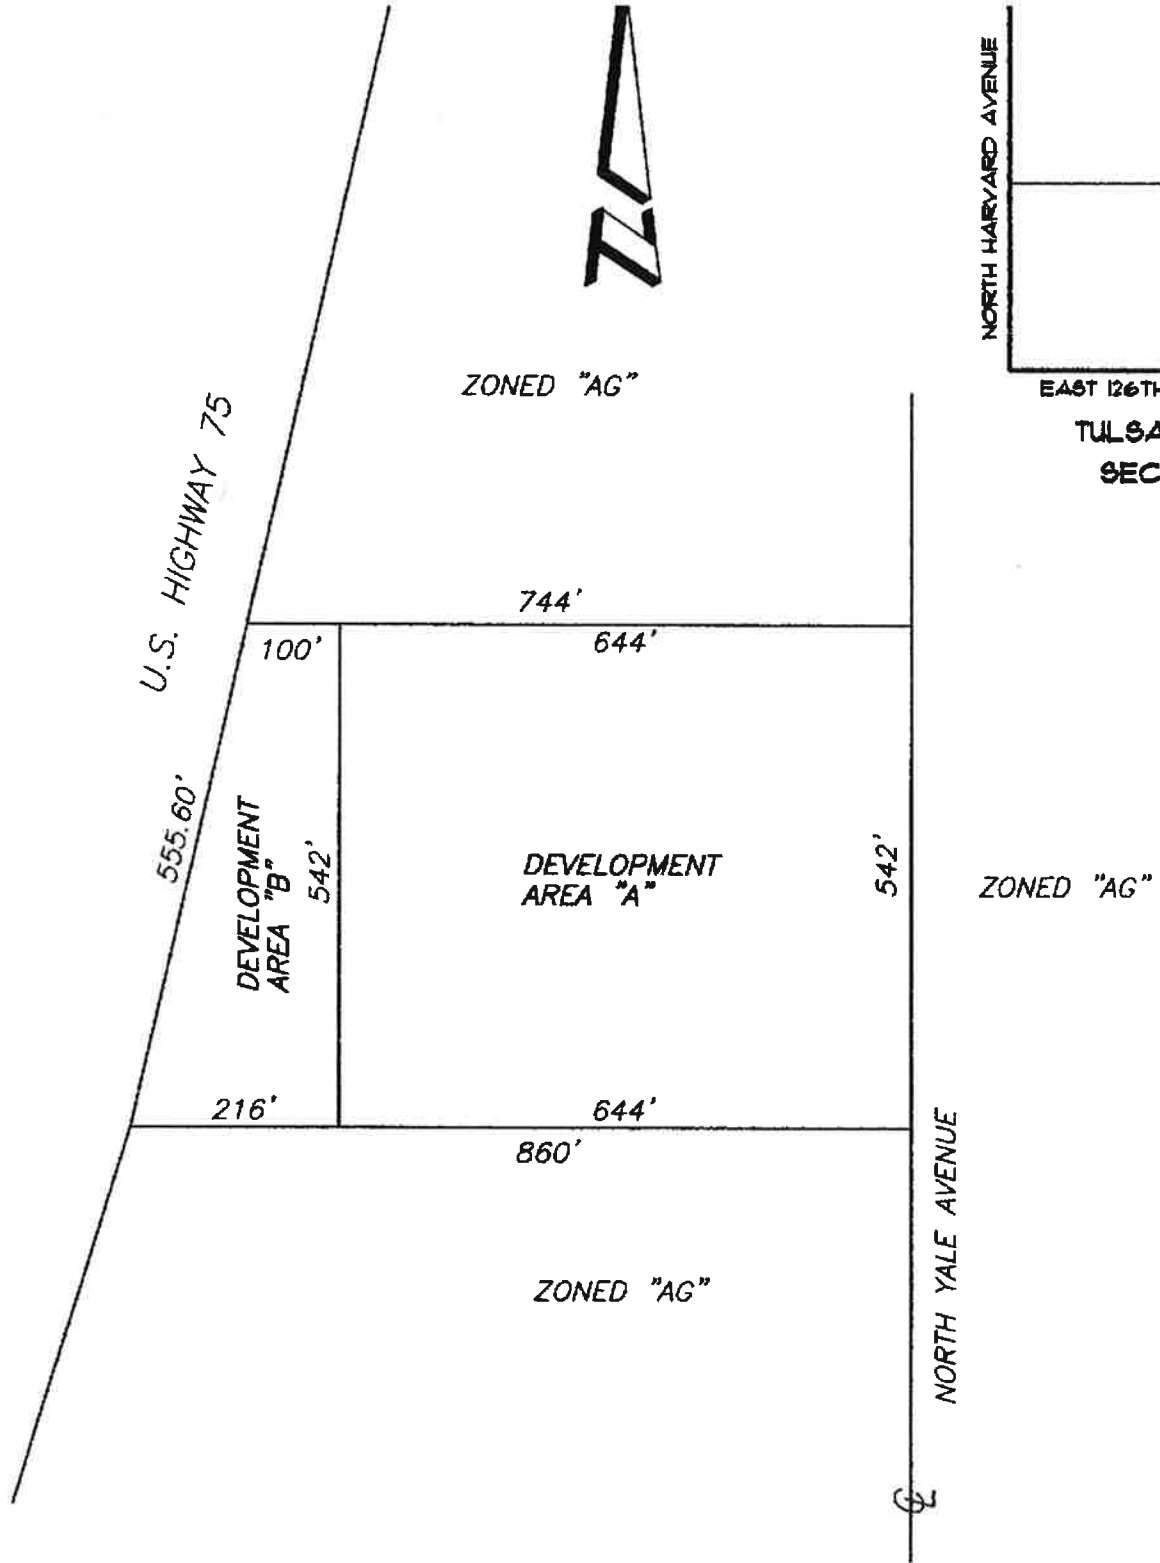 NORTH HARVARD AVENUE
EAST 126TH
TULSA
SEC
ZONED "AG"
U.S. HIGHWAY 75
744'
100'
644'
555.60'
DEVELOPMENT
AREA "B"
542'
DEVELOPMENT
AREA "A"
542'
ZONED "AG"
216'
644'
860'
ZONED "AG"
NORTH YALE AVENUE
℄